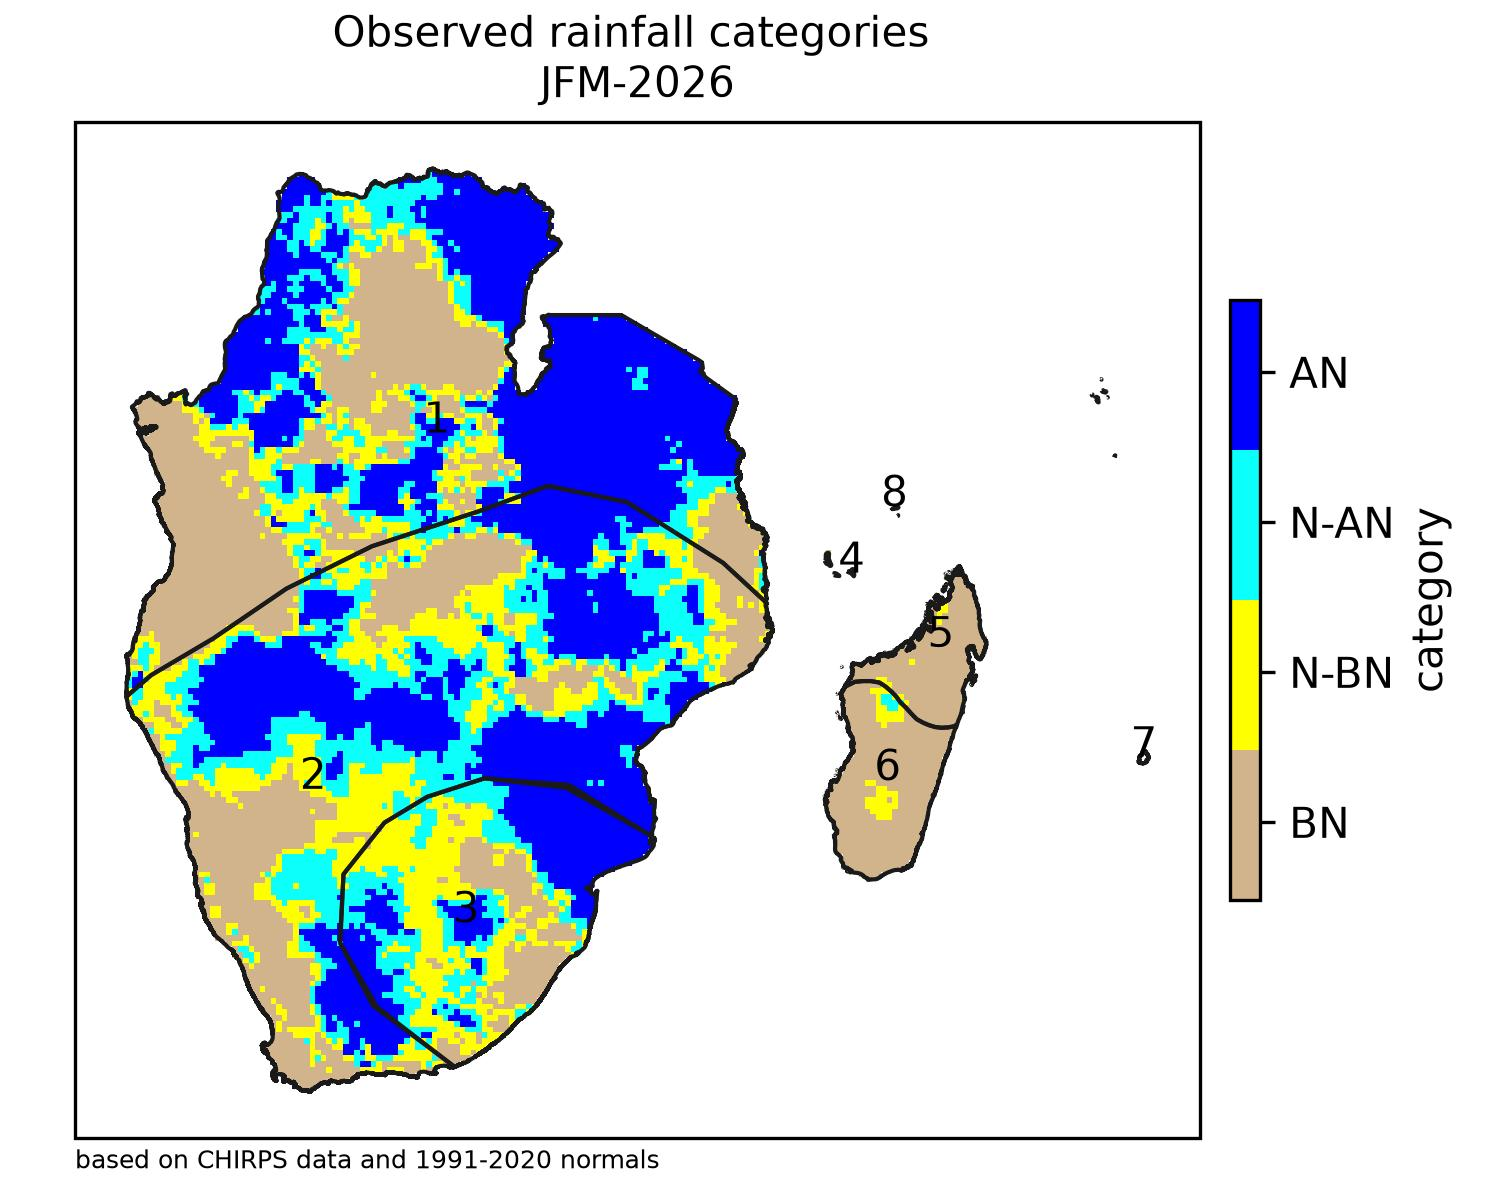 Observed rainfall categories
JFM-2026
AN
1
8
N-AN
4
category
5
N-BN
7
6
2
BN
3
based on CHIRPS data and 1991-2020 normals